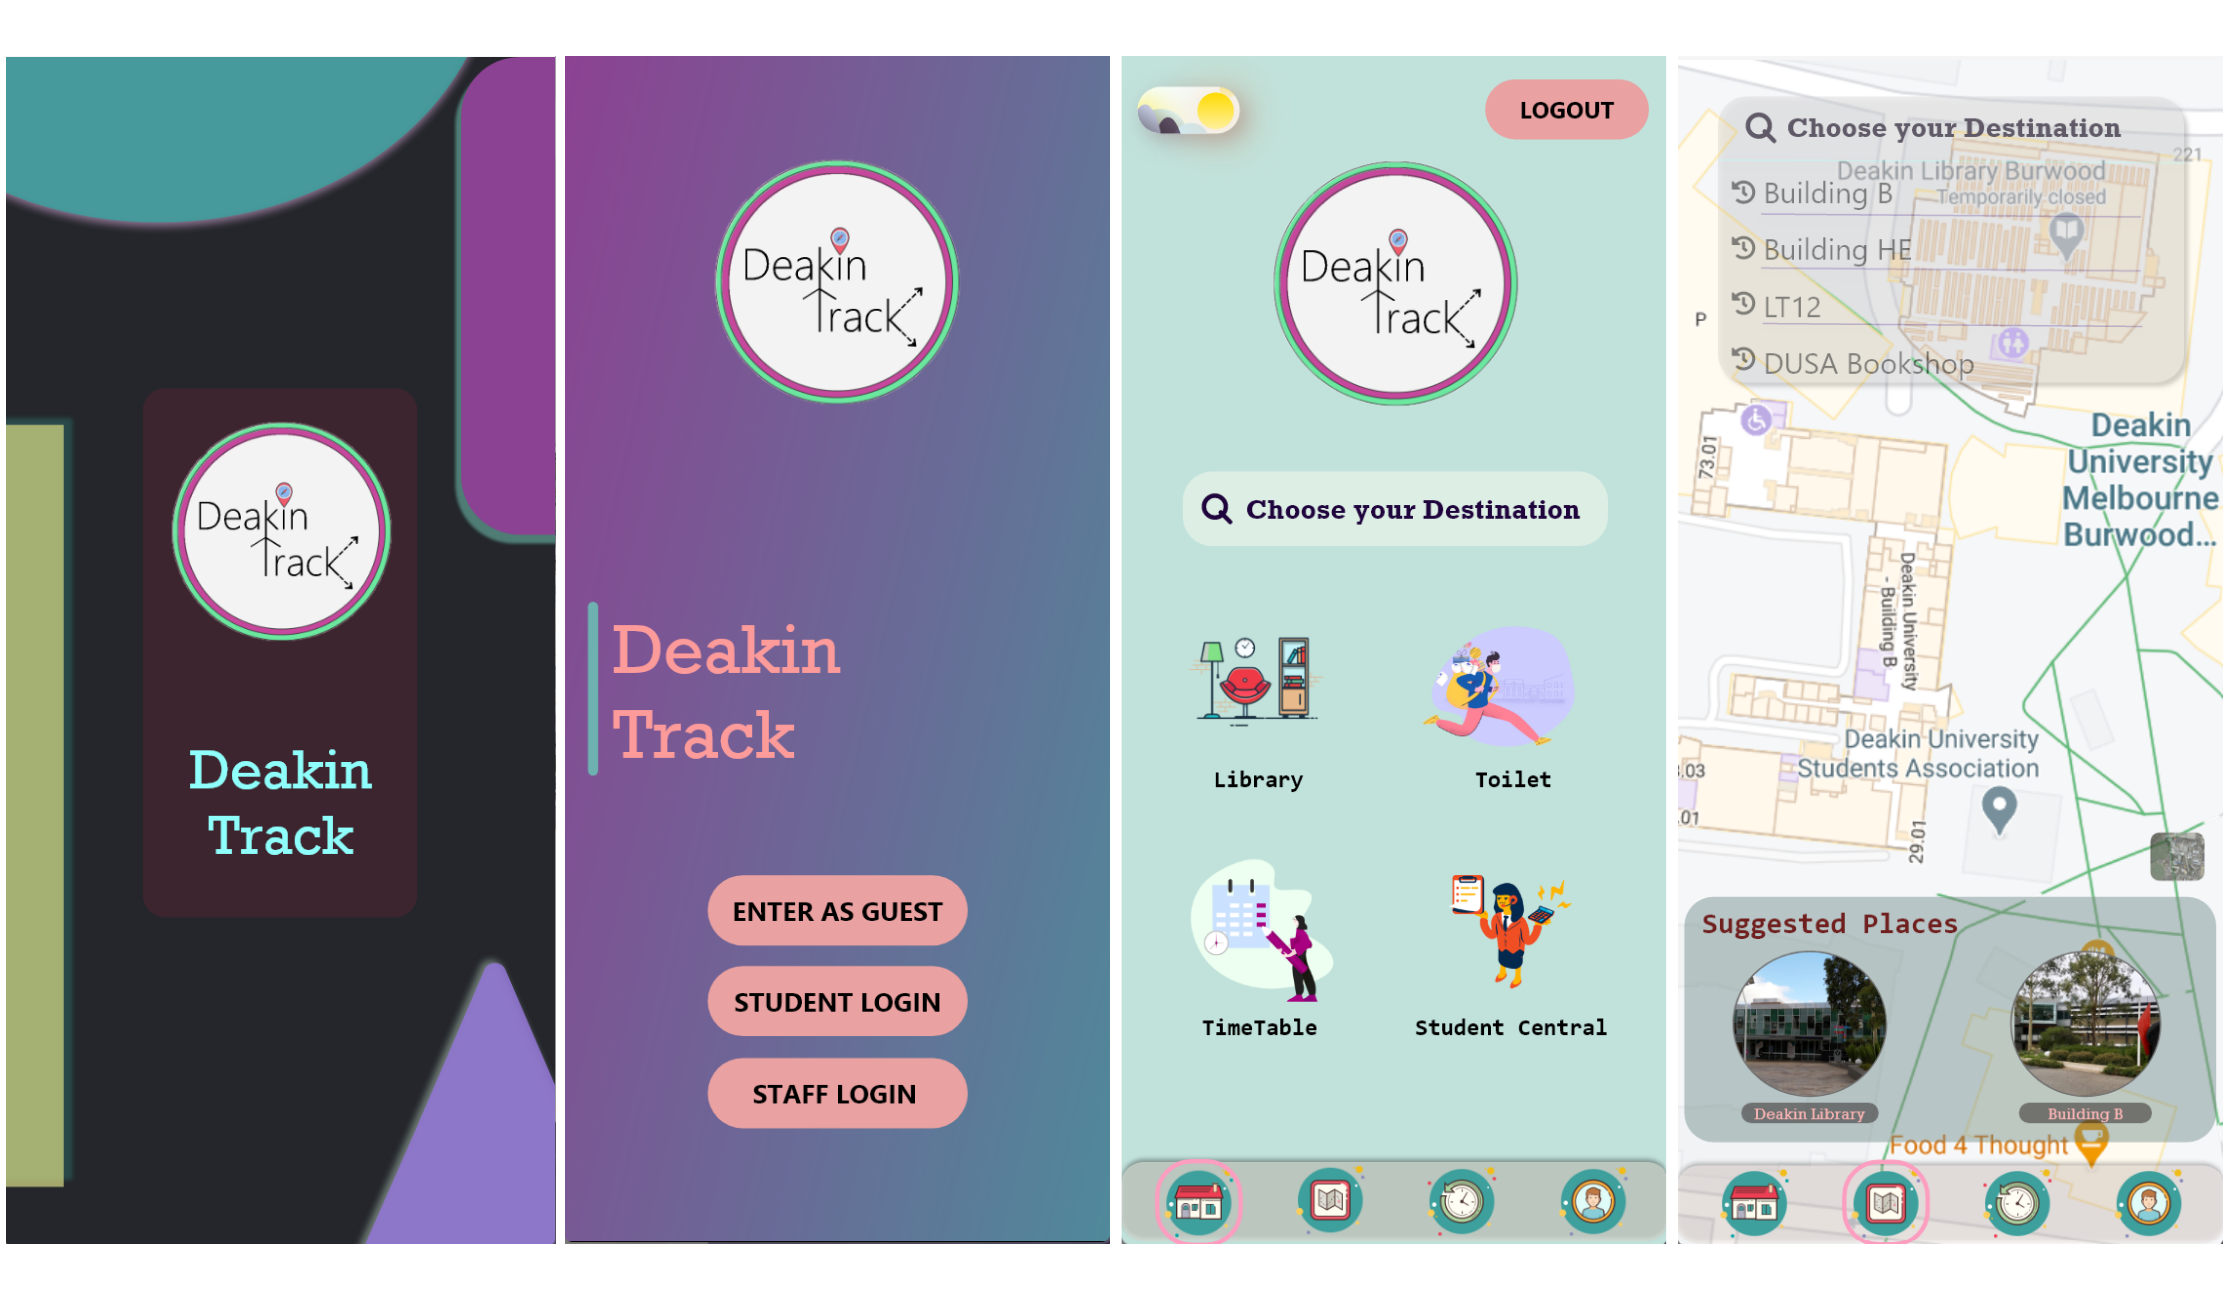 Deakin
Track
Deakin
Track
Deakin
Track
Deakin
Track
ENTER AS GUEST
STUDENT LOGIN
STAFF LOGIN
LOGOUT
Deakin
Track
Choose your Destination
Library
Toilet
TimeTable
Student Central
Choose your Destination
221
Deakin Library Burwood
Temporarily closed
Building B
Building HE
LT12
DUSA Bookshop
P
73.01
Deakin
University
Melbourne
Burwood...
Deakin University
- Building B
Deakin University
Students Association
.03
.01
29.01
Suggested Places
Deakin Library
Building B
Food 4 Thought